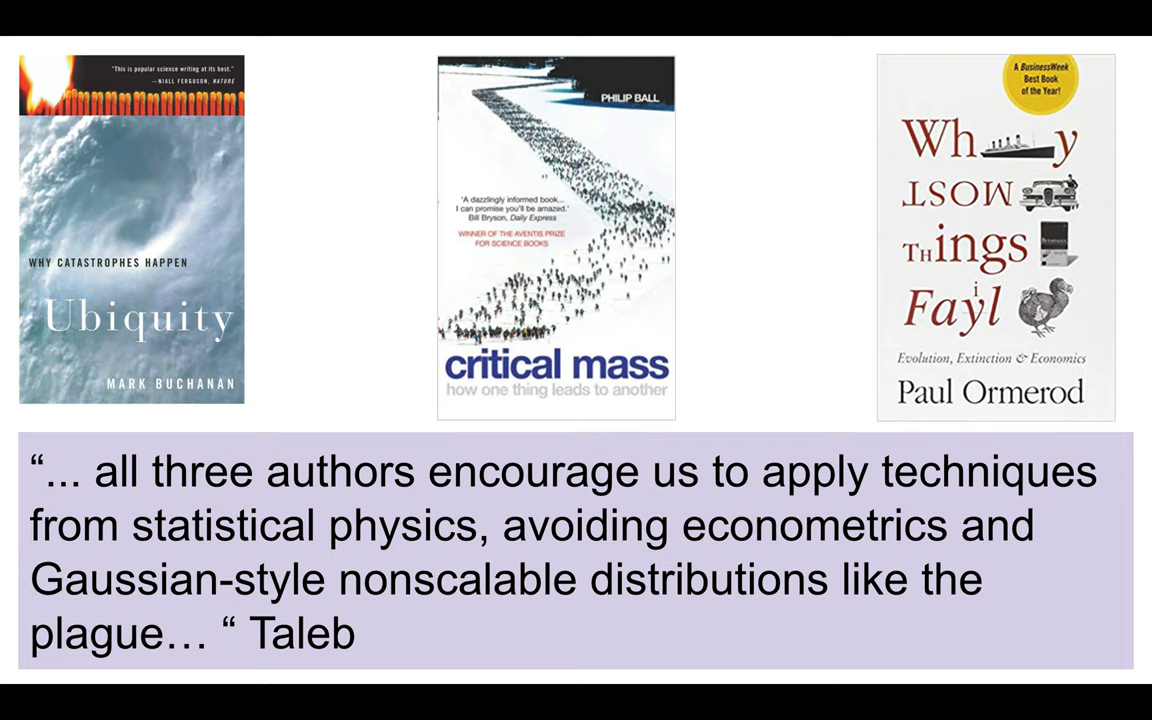 "This is popular science writing at its best."
—NIALL FERGUSON, NATURE
WHY CATASTROPHES HAPPEN
Ubiquity
MARK BUCHANAN
PHILIP BALL
'A dazzlingly informed book...
I can promise you'll be amazed.'
Bill Bryson, Daily Express
WINNER OF THE AVENTIS PRIZE
FOR SCIENCE BOOKS
critical mass
how one thing leads to another
A BusinessWeek
Best Book
of the Year!
Why
MOST
THings
Fayl
i
Evolution, Extinction & Economics
Paul Ormerod
“... all three authors encourage us to apply techniques
from statistical physics, avoiding econometrics and
Gaussian-style nonscalable distributions like the
plague… “ Taleb